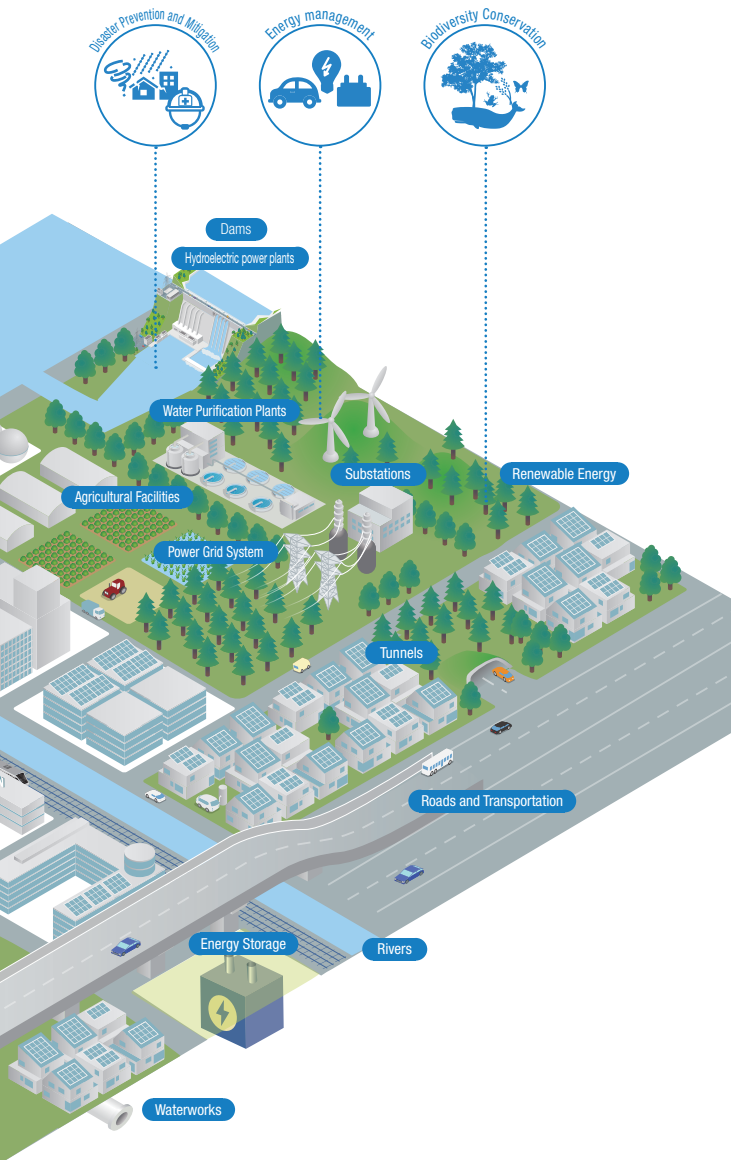 Disaster Prevention and Mitigation
Energy management
Biodiversity Conservation
Dams
Hydroelectric power plants
Water Purification Plants
Substations
Renewable Energy
Agricultural Facilities
Power Grid System
Tunnels
Roads and Transportation
Energy Storage
Rivers
Waterworks